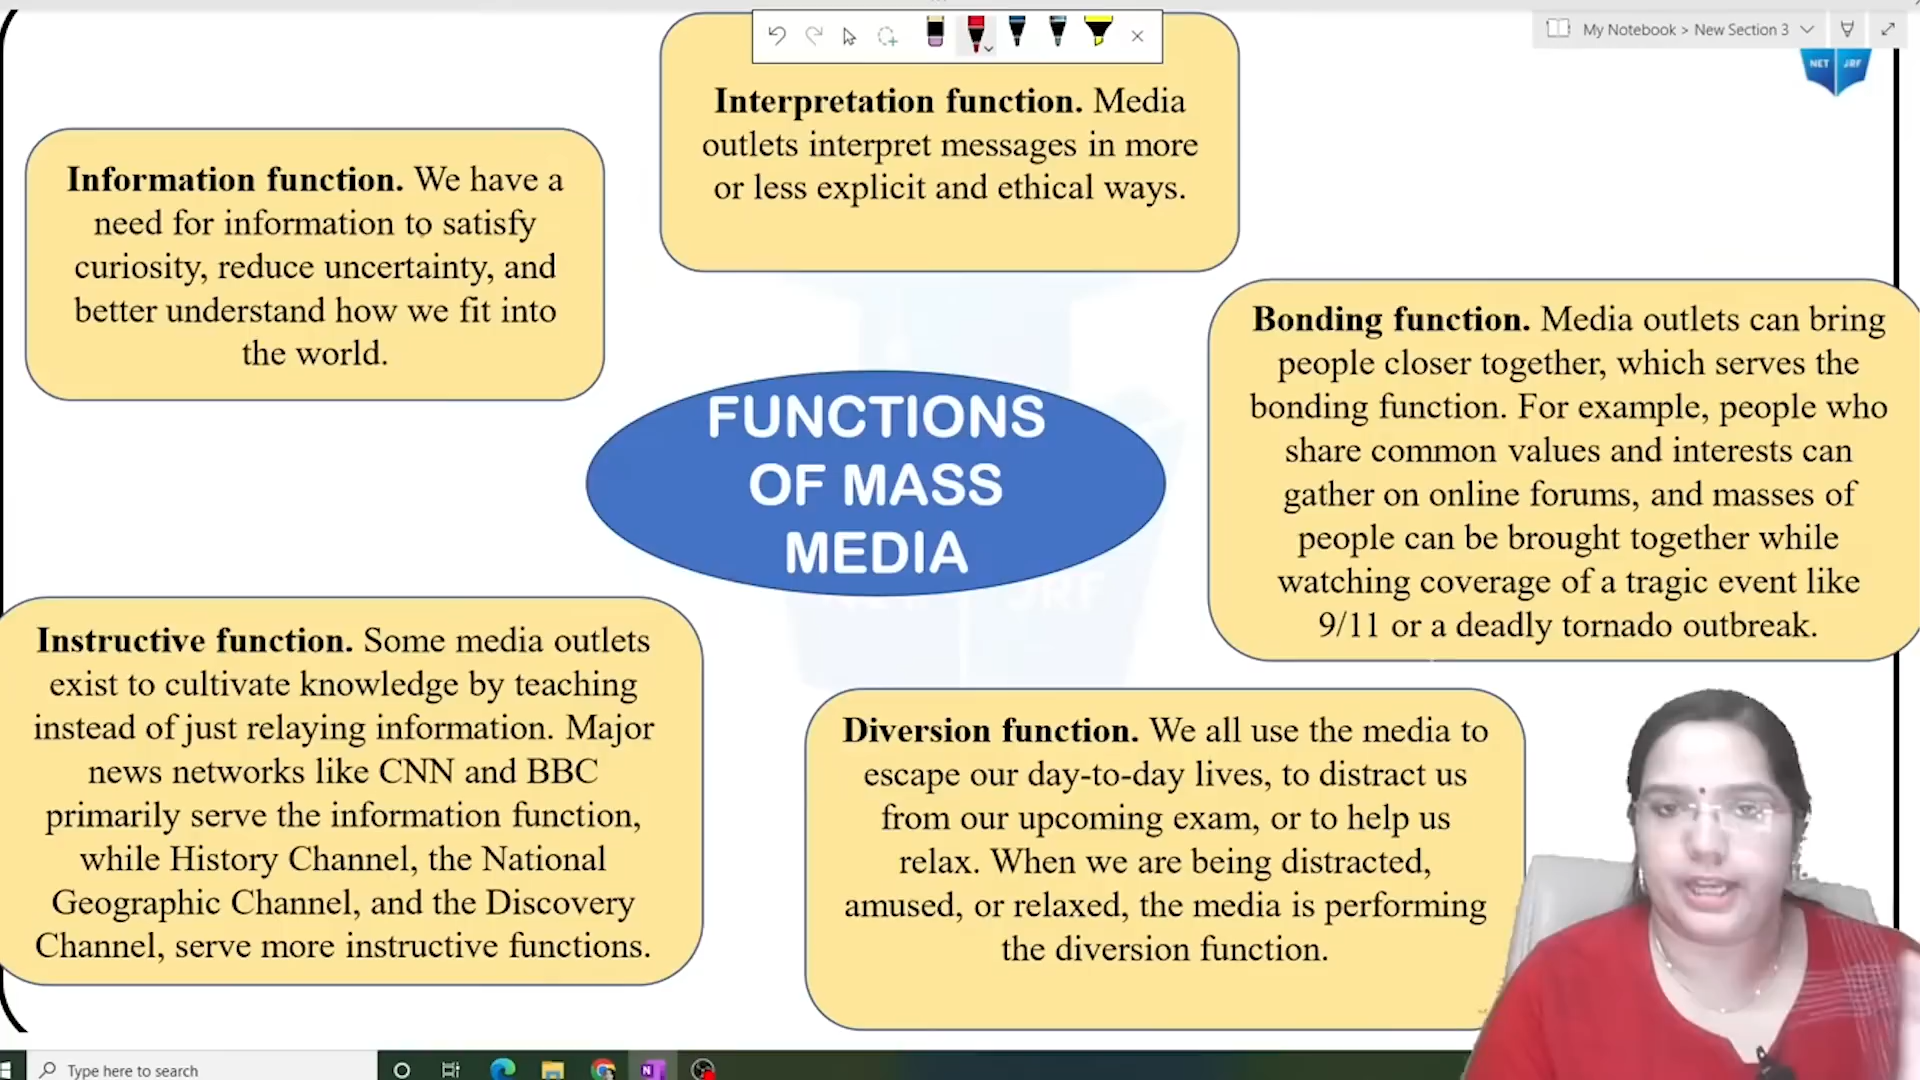 My Notebook > New Section 3
NET JRF
Interpretation function. Media
outlets interpret messages in more
or less explicit and ethical ways.
Information function. We have a
need for information to satisfy
curiosity, reduce uncertainty, and
better understand how we fit into
the world.
Bonding function. Media outlets can bring
people closer together, which serves the
bonding function. For example, people who
share common values and interests can
gather on online forums, and masses of
people can be brought together while
watching coverage of a tragic event like
9/11 or a deadly tornado outbreak.
FUNCTIONS
OF MASS
MEDIA
JRF
Instructive function. Some media outlets
exist to cultivate knowledge by teaching
instead of just relaying information. Major
news networks like CNN and BBC
primarily serve the information function,
while History Channel, the National
Geographic Channel, and the Discovery
Channel, serve more instructive functions.
Diversion function. We all use the media to
escape our day-to-day lives, to distract us
from our upcoming exam, or to help us
relax. When we are being distracted,
amused, or relaxed, the media is performing
the diversion function.
Type here to search